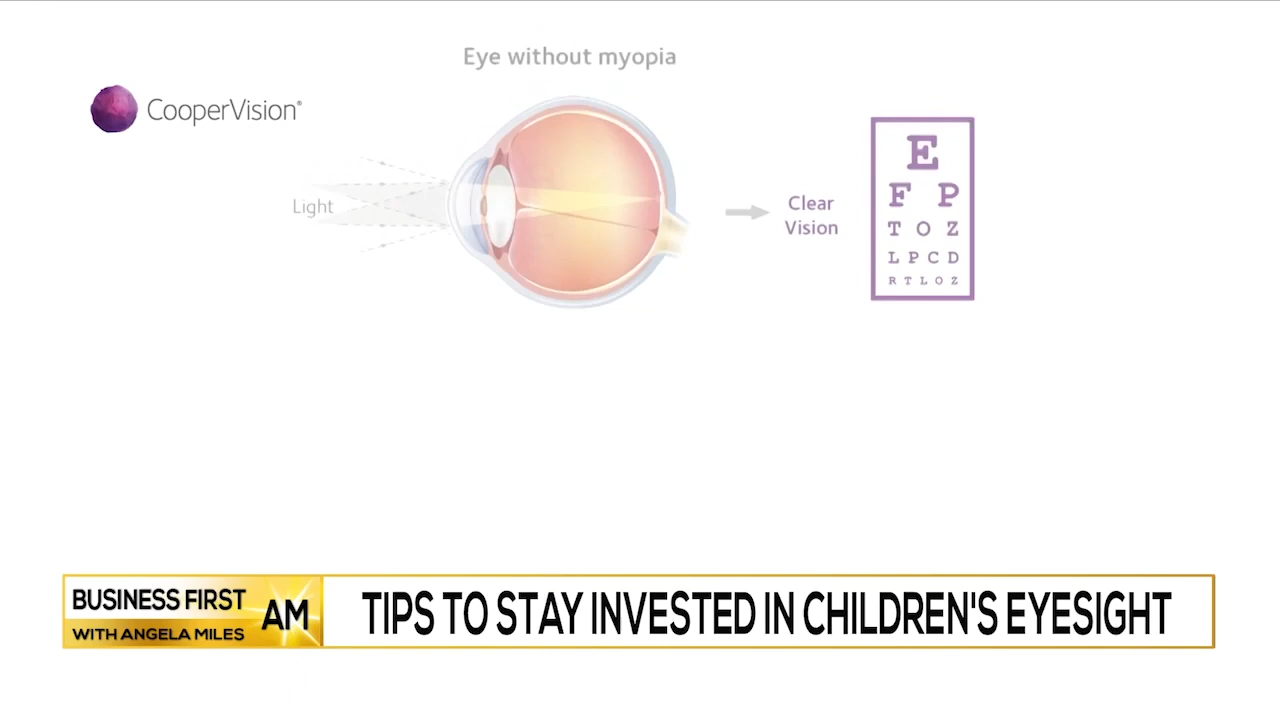 Eye without myopia
CooperVision®
Light
Clear
Vision
E
F P
T O Z
L P C D
R T L O Z
BUSINESS FIRST
WITH ANGELA MILES
AM
TIPS TO STAY INVESTED IN CHILDREN'S EYESIGHT